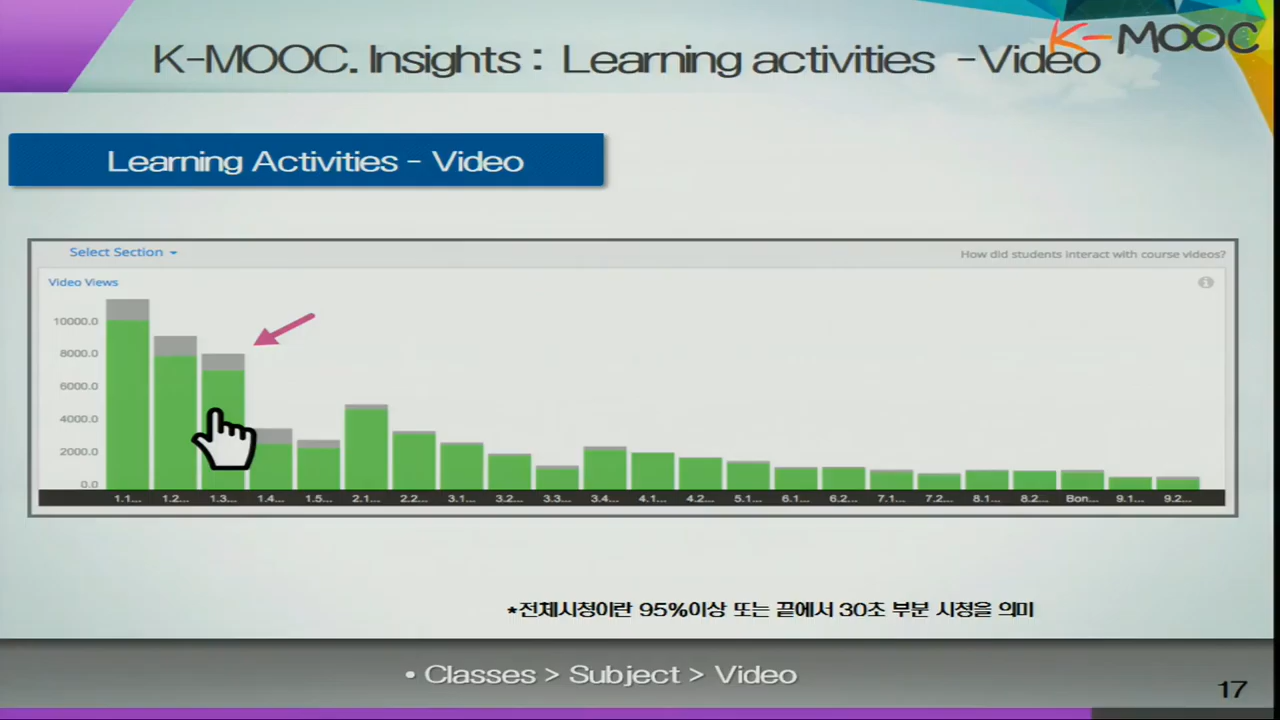 K-MOOC. Insights : Learning activities -Video
K-MOOC
Learning Activities - Video
Select Section
How did students interact with course videos?
Video Views
10000.0
8000.0
6000.0
4000.0
2000.0
0.0
1.1... 1.2... 1.3... 1.4... 1.5... 2.1... 2.2... 3.1... 3.2... 3.3... 3.4... 4.1... 4.2... 5.1... 6.1... 6.2... 7.1... 7.2... 8.1... 8.2... Bon... 9.1... 9.2...
*전체시청이란 95%이상 또는 끝에서 30초 부분 시청을 의미
• Classes > Subject > Video
17